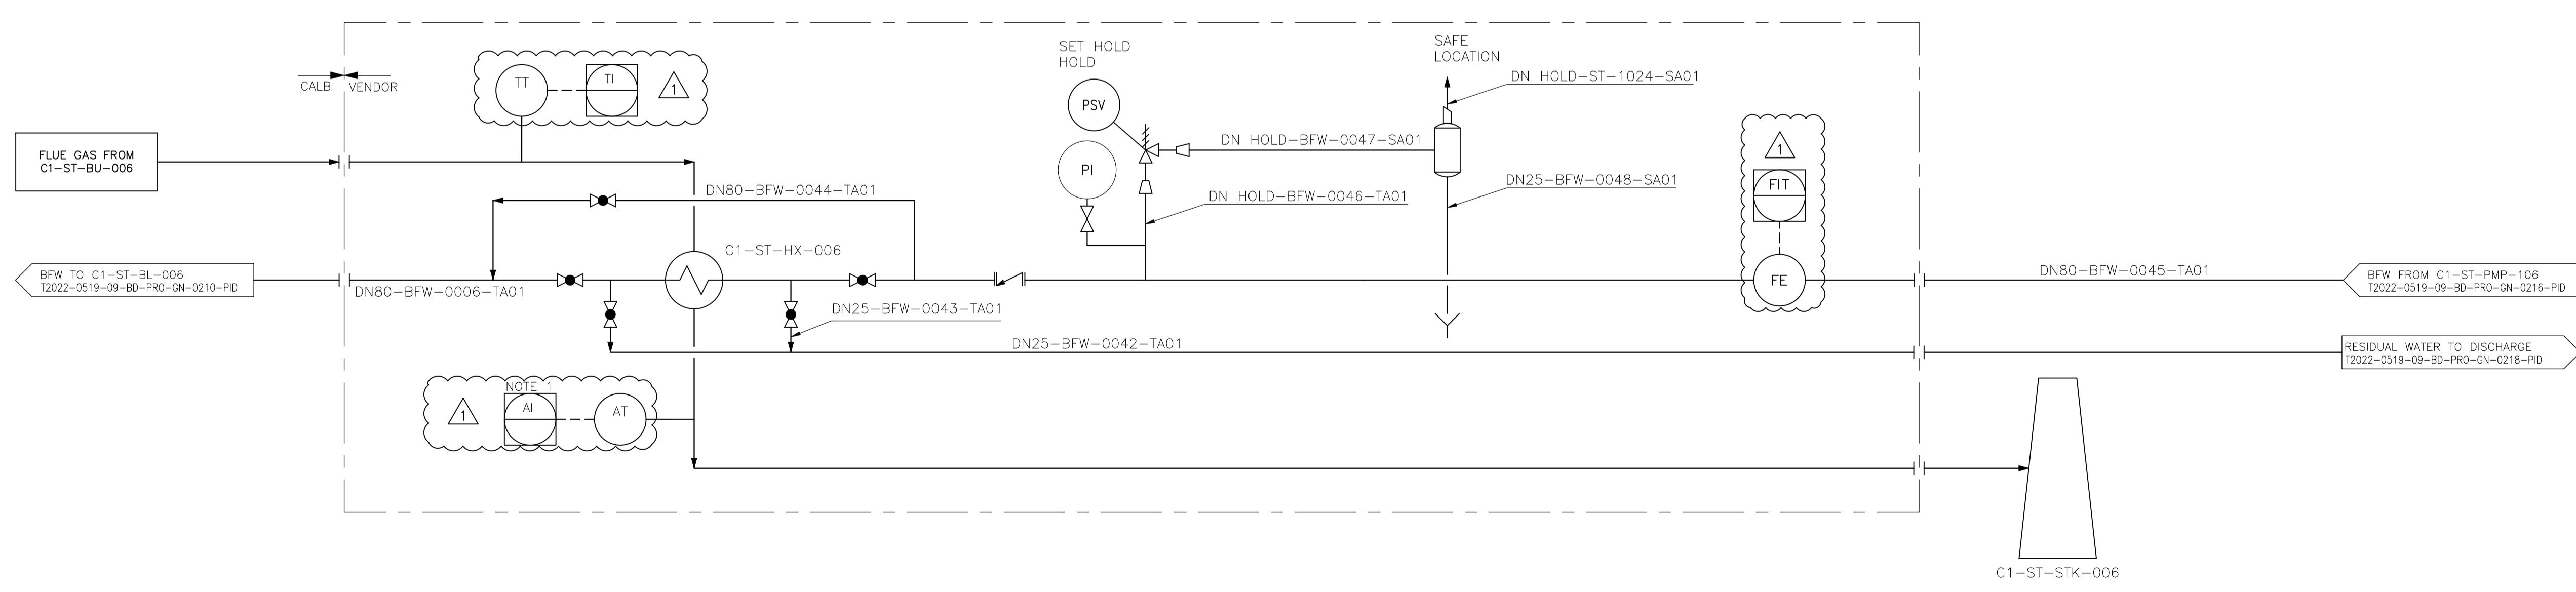 SET HOLD
HOLD
SAFE
LOCATION
CALB
VENDOR
TT
TI
1
PSV
DN HOLD-ST-1024-SA01
FLUE GAS FROM
C1-ST-BU-006
PI
DN HOLD-BFW-0047-SA01
1
DN80-BFW-0044-TA01
DN HOLD-BFW-0046-TA01
DN25-BFW-0048-SA01
FIT
C1-ST-HX-006
BFW TO C1-ST-BL-006
T2022-0519-09-BD-PRO-GN-0210-PID
DN80-BFW-0006-TA01
FE
DN80-BFW-0045-TA01
BFW FROM C1-ST-PMP-106
T2022-0519-09-BD-PRO-GN-0216-PID
DN25-BFW-0043-TA01
DN25-BFW-0042-TA01
RESIDUAL WATER TO DISCHARGE
T2022-0519-09-BD-PRO-GN-0218-PID
NOTE 1
1
AI
AT
C1-ST-STK-006